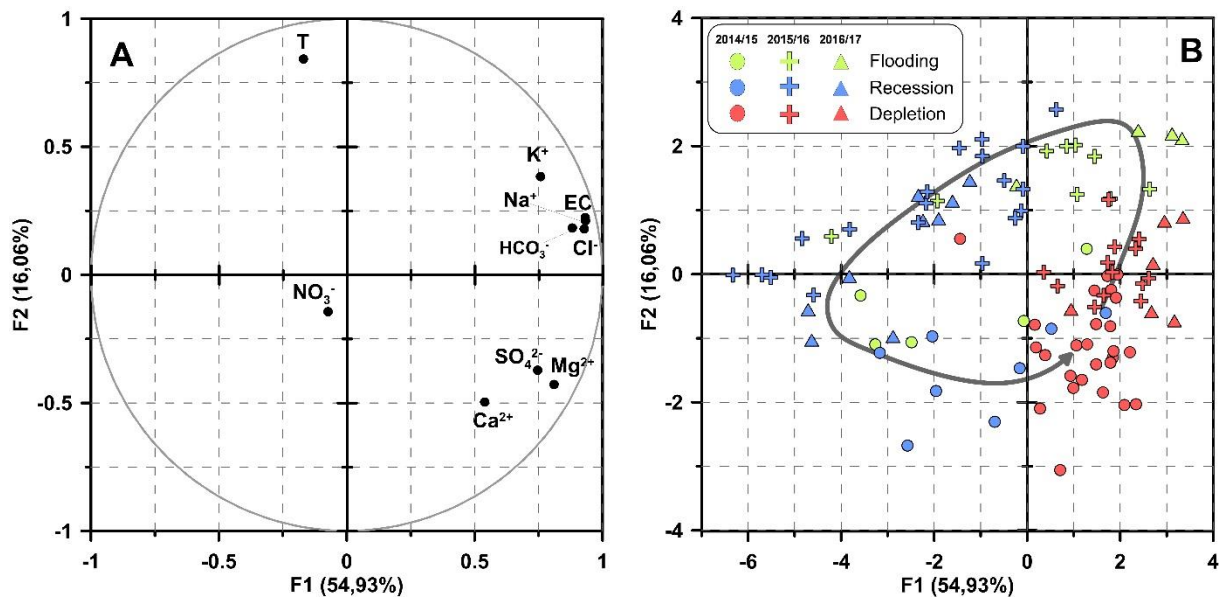 A
T
K⁺
Na⁺
EC
HCO₃⁻
Cl⁻
NO₃⁻
SO₄²⁻
Mg²⁺
Ca²⁺
F2 (16,06%)
1
0.5
0
-0.5
-1
-1 -0.5 0 0.5 1
F1 (54,93%)
B
2014/15 2015/16 2016/17
Flooding
Recession
Depletion
F2 (16,06%)
4
2
0
-2
-4
-6 -4 -2 0 2 4
F1 (54,93%)